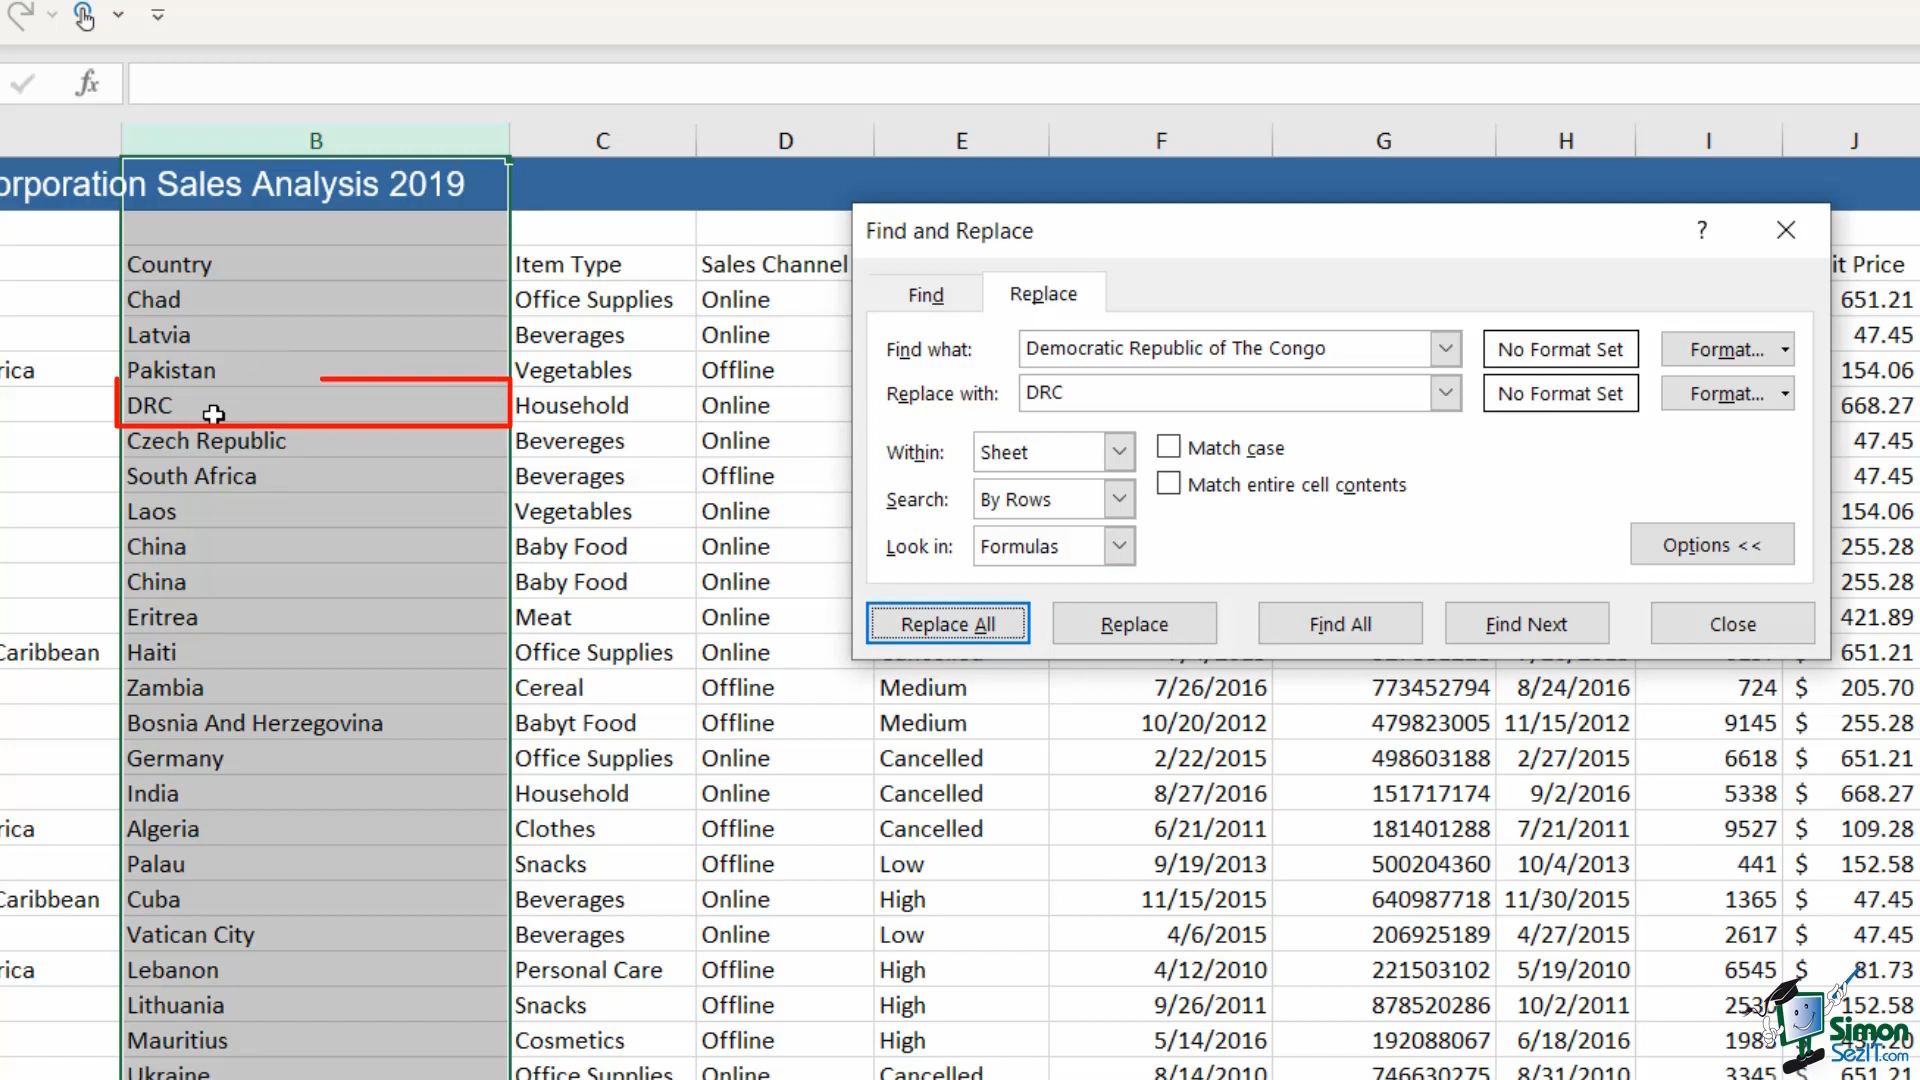 fx
B C D E F G H I J
orporation Sales Analysis 2019
Find and Replace ?
Country Item Type Sales Channel it Price
Find Replace
Chad Office Supplies Online 651.21
Latvia Beverages Online 47.45
Find what: Democratic Republic of The Congo No Format Set Format...
rica Pakistan Vegetables Offline 154.06
Replace with: DRC No Format Set Format...
DRC Household Online 668.27
Czech Republic Bevereges Online 47.45
Within: Sheet Match case
South Africa Beverages Offline 47.45
Match entire cell contents
Search: By Rows
Laos Vegetables Online 154.06
China Baby Food Online 255.28
Look in: Formulas Options <<
China Baby Food Online 255.28
Eritrea Meat Online 421.89
Replace All Replace Find All Find Next Close
Caribbean Haiti Office Supplies Online 651.21
Zambia Cereal Offline Medium 7/26/2016 773452794 8/24/2016 724 $ 205.70
Bosnia And Herzegovina Babyt Food Offline Medium 10/20/2012 479823005 11/15/2012 9145 $ 255.28
Germany Office Supplies Online Cancelled 2/22/2015 498603188 2/27/2015 6618 $ 651.21
India Household Online Cancelled 8/27/2016 151717174 9/2/2016 5338 $ 668.27
rica Algeria Clothes Offline Cancelled 6/21/2011 181401288 7/21/2011 9527 $ 109.28
Palau Snacks Offline Low 9/19/2013 500204360 10/4/2013 441 $ 152.58
Caribbean Cuba Beverages Online High 11/15/2015 640987718 11/30/2015 1365 $ 47.45
Vatican City Beverages Online Low 4/6/2015 206925189 4/27/2015 2617 $ 47.45
rica Lebanon Personal Care Offline High 4/12/2010 221503102 5/19/2010 6545 $ 81.73
Lithuania Snacks Offline High 9/26/2011 878520286 10/2/2011 152.58
Mauritius Cosmetics Offline High 5/14/2016 192088067 6/18/2016
Simon
SezIT.com
Ukraine Office Supplies Online Cancelled 8/14/2010 746630275 8/31/2010 3345 $ 651.21